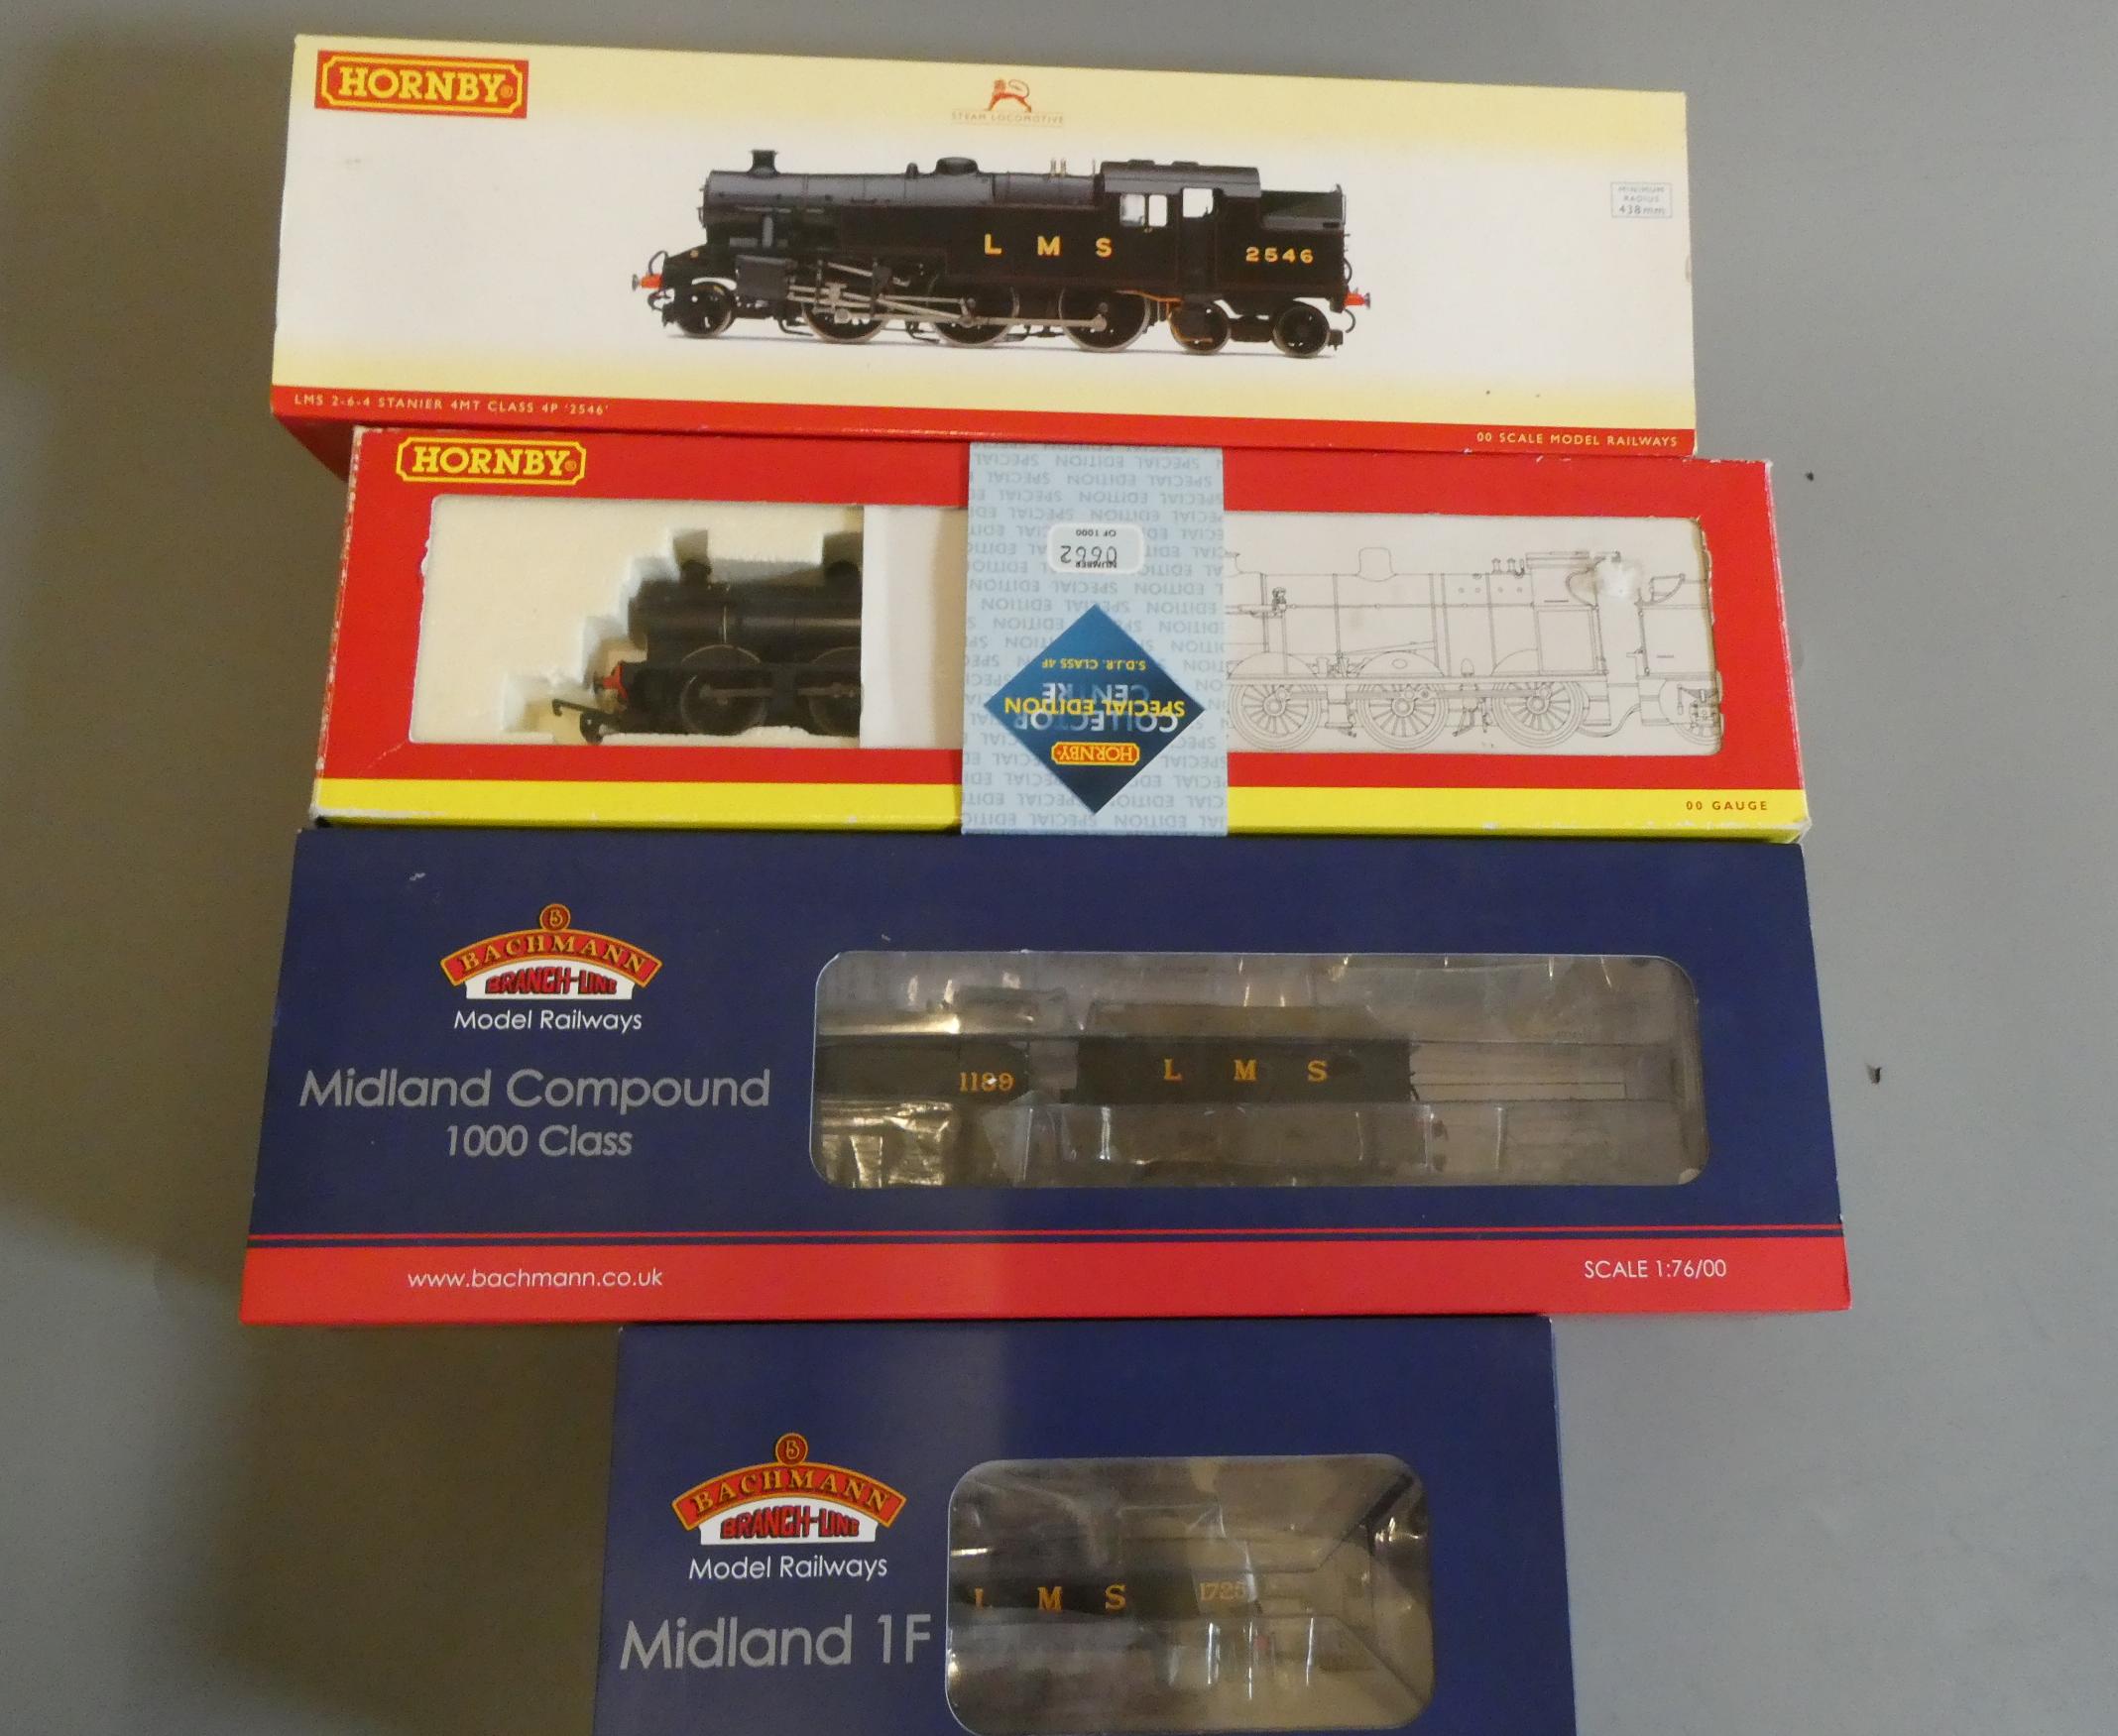 HORNBY®
STEAM LOCOMOTIVE
MINIMUM
RADIUS
438mm
L M S
2546
LMS 2-6-4 STANIER 4MT CLASS 4P '2546'
00 SCALE MODEL RAILWAYS
HORNBY®
SPECIAL EDITION SPECIAL
NUMBER
0662
OF 1000
HORNBY
COLLECTOR
CENTRE
SPECIAL EDITION
S.D.J.R. CLASS 4F
00 GAUGE
B
BACHMANN
BRANCH-LINE
Model Railways
Midland Compound
1000 Class
1189
L M S
www.bachmann.co.uk
SCALE 1:76/00
B
BACHMANN
BRANCH-LINE
Model Railways
Midland 1F
L M S
1725